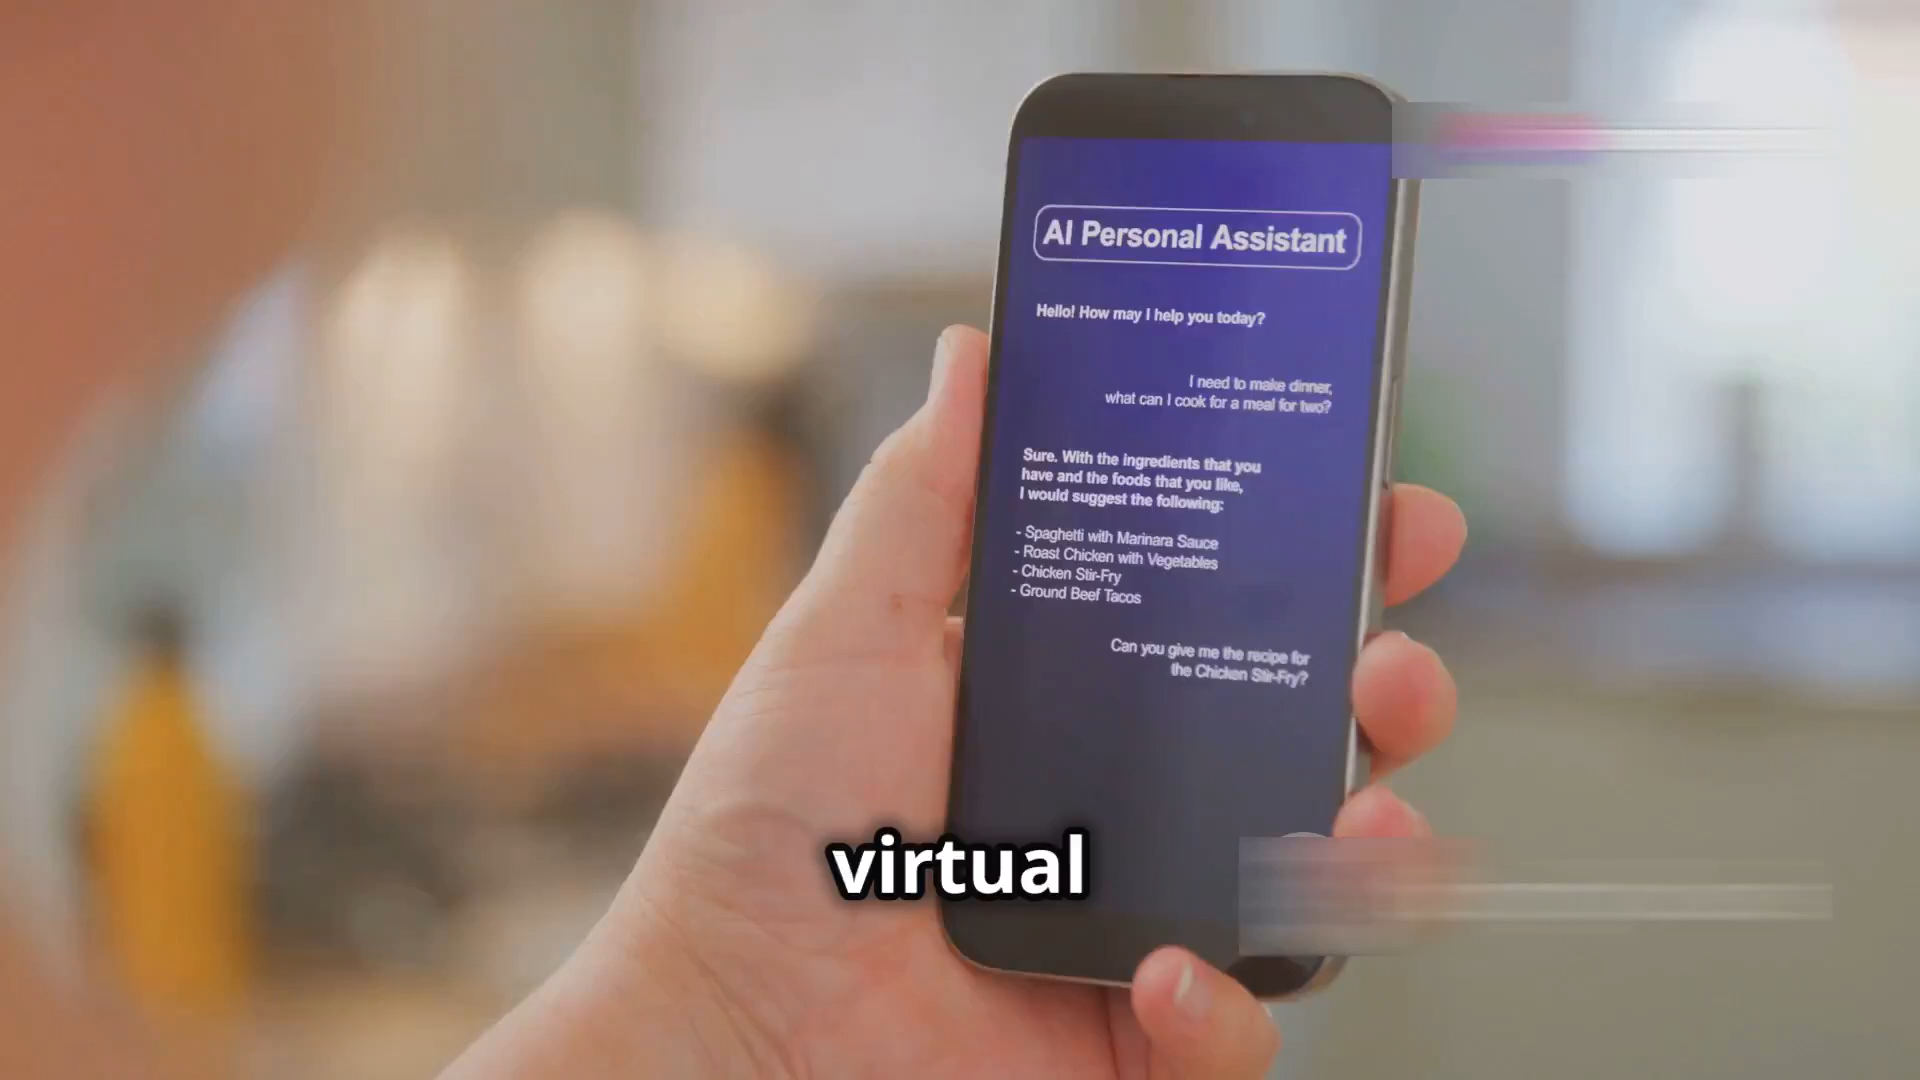 AI Personal Assistant
Hello! How may I help you today?
I need to make dinner,
what can I cook for a meal for two?
Sure. With the ingredients that you
have and the foods that you like,
I would suggest the following:
- Spaghetti with Marinara Sauce
- Roast Chicken with Vegetables
- Chicken Stir-Fry
- Ground Beef Tacos
Can you give me the recipe for
the Chicken Stir-Fry?
virtual